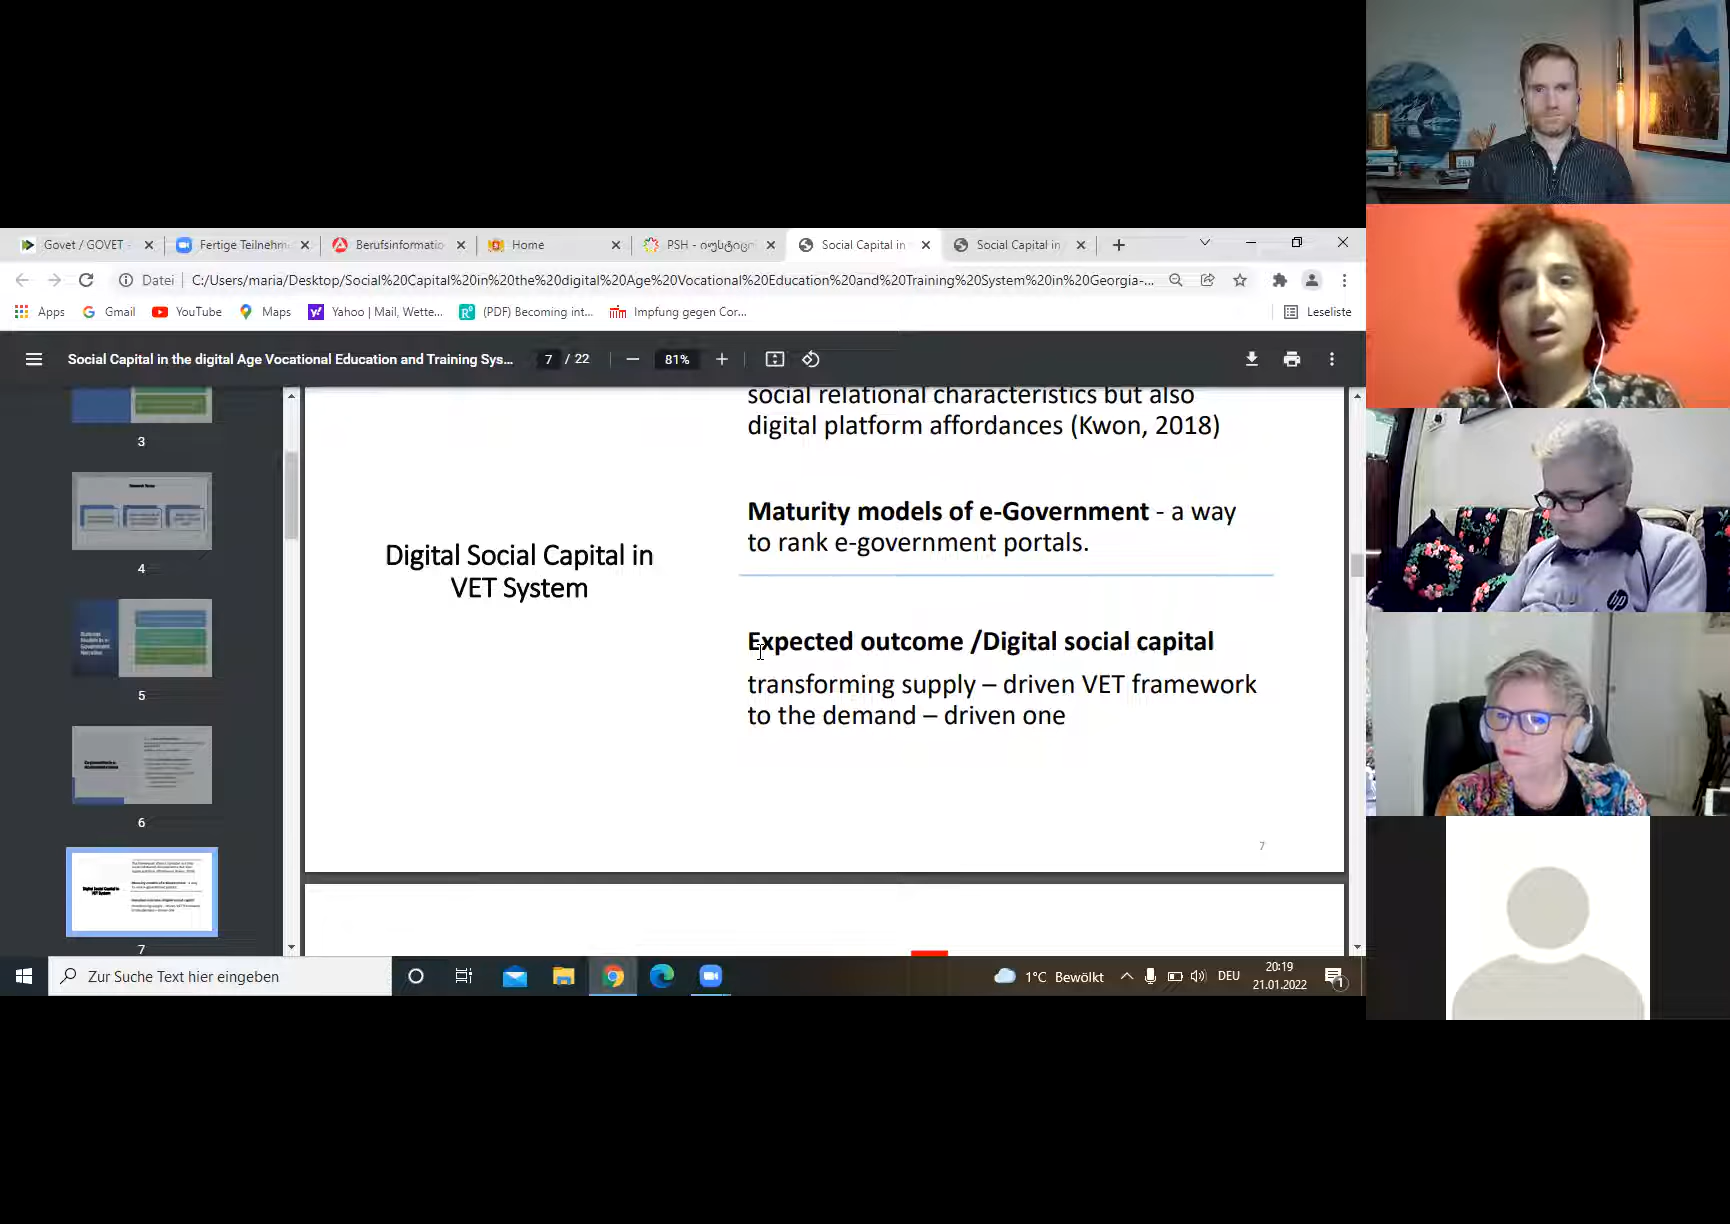 Govet / GOVET -
Fertige Teilnehm
Berufsinformatio
Home
PSH - იუსტიცი
Social Capital in
Social Capital in
Datei
C:/Users/maria/Desktop/Social%20Capital%20in%20the%20digital%20Age%20Vocational%20Education%20and%20Training%20System%20in%20Georgia-...
Apps
Gmail
YouTube
Maps
Yahoo | Mail, Wette...
(PDF) Becoming int...
Impfung gegen Cor...
Leseliste
Social Capital in the digital Age Vocational Education and Training Sys...
7 / 22
81%
3
4
5
6
7
social relational characteristics but also
digital platform affordances (Kwon, 2018)
Maturity models of e-Government - a way
to rank e-government portals.
Digital Social Capital in
VET System
Expected outcome /Digital social capital
transforming supply – driven VET framework
to the demand – driven one
7
Zur Suche Text hier eingeben
1°C Bewölkt
DEU
20:19
21.01.2022
1
hp